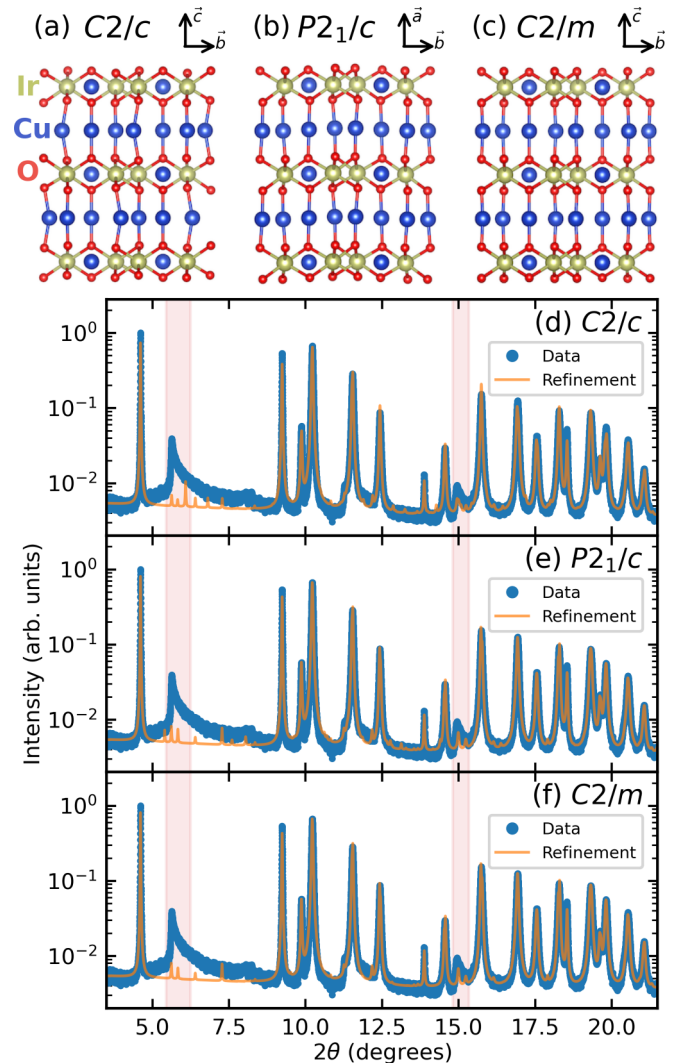 (a) C2/c
c⃗
b⃗
(b) P2₁/c
a⃗
b⃗
(c) C2/m
c⃗
b⃗
Ir
Cu
O
(d) C2/c
Data
Refinement
10⁰
10⁻¹
10⁻²
(e) P2₁/c
Data
Refinement
10⁰
10⁻¹
10⁻²
Intensity (arb. units)
(f) C2/m
Data
Refinement
10⁰
10⁻¹
10⁻²
5.0 7.5 10.0 12.5 15.0 17.5 20.0
2θ (degrees)